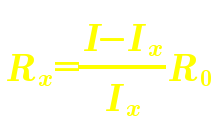 Rₓ = (I − Iₓ) / Iₓ R₀